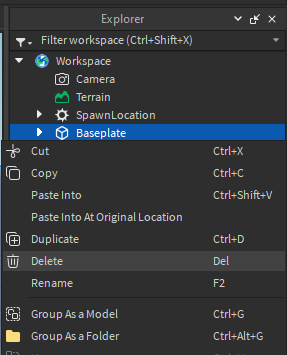 Explorer
Filter workspace (Ctrl+Shift+X)
Workspace
Camera
Terrain
SpawnLocation
Baseplate
Cut Ctrl+X
Copy Ctrl+C
Paste Into Ctrl+Shift+V
Paste Into At Original Location
Duplicate Ctrl+D
Delete Del
Rename F2
Group As a Model Ctrl+G
Group As a Folder Ctrl+Alt+G